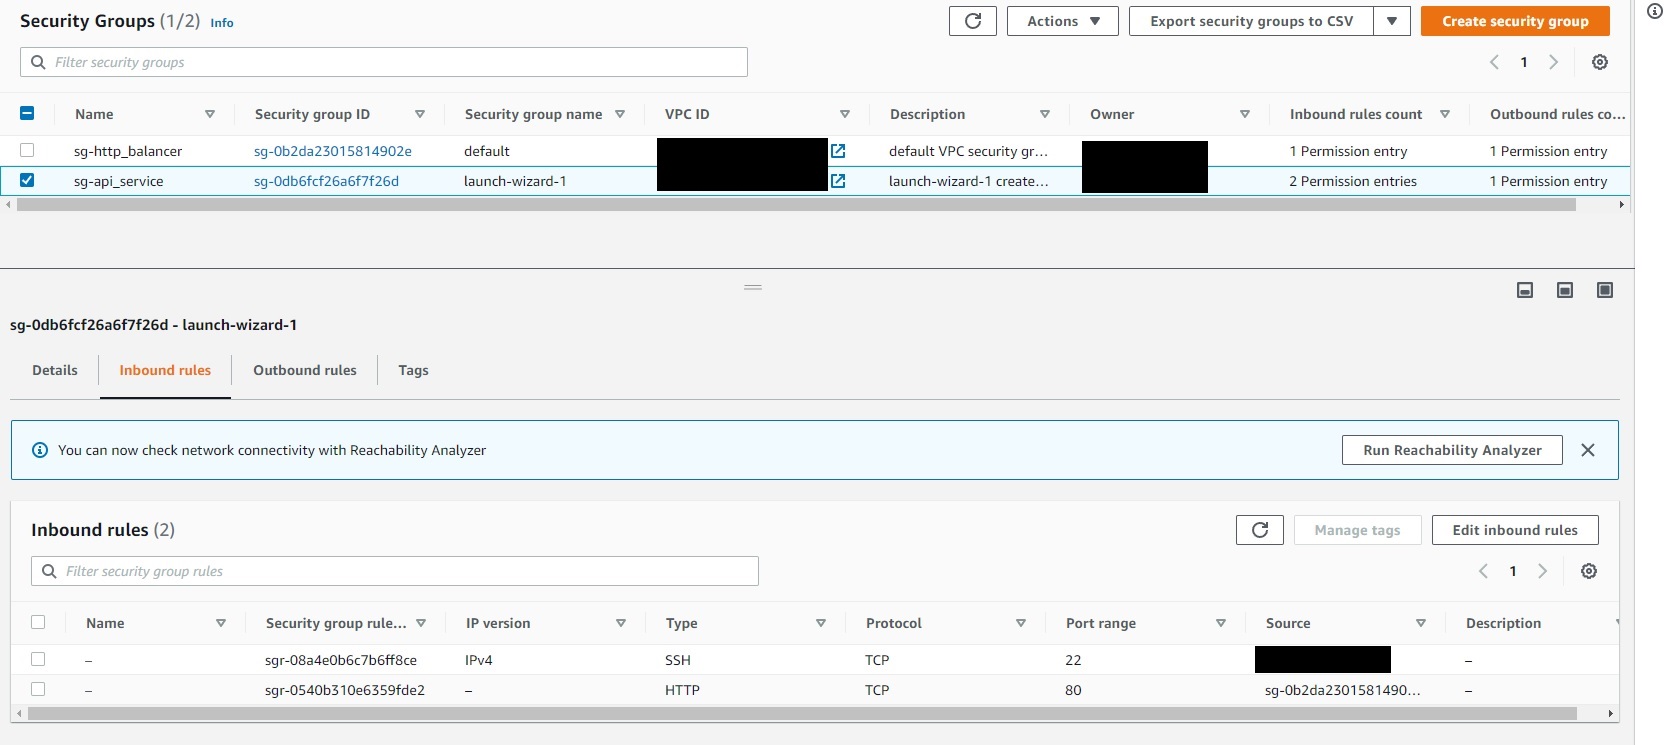 Security Groups (1/2) Info
Actions
Export security groups to CSV
Create security group
Filter security groups
1
Name Security group ID Security group name VPC ID Description Owner Inbound rules count Outbound rules co...
sg-http_balancer sg-0b2da23015814902e default default VPC security gr... 1 Permission entry 1 Permission entry
sg-api_service sg-0db6fcf26a6f7f26d launch-wizard-1 launch-wizard-1 create... 2 Permission entries 1 Permission entry
sg-0db6fcf26a6f7f26d - launch-wizard-1
Details Inbound rules Outbound rules Tags
You can now check network connectivity with Reachability Analyzer
Run Reachability Analyzer
Inbound rules (2)
Manage tags
Edit inbound rules
Filter security group rules
1
Name Security group rule... IP version Type Protocol Port range Source Description
– sgr-08a4e0b6c7b6ff8ce IPv4 SSH TCP 22 –
– sgr-0540b310e6359fde2 – HTTP TCP 80 sg-0b2da2301581490... –